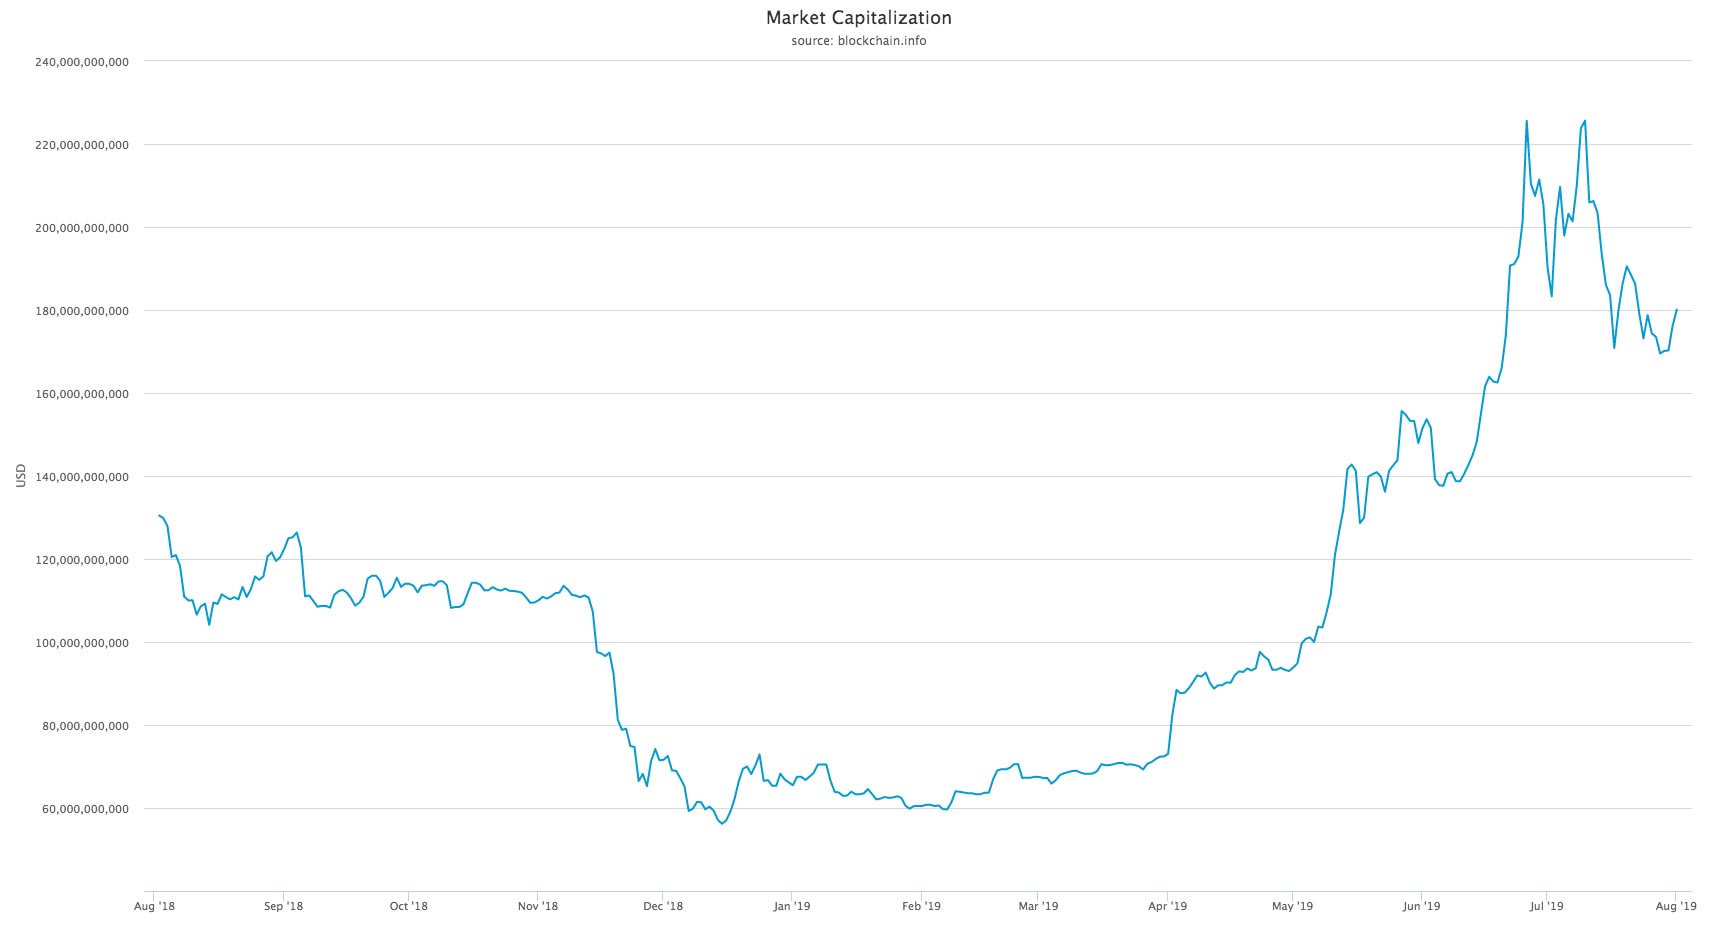 Market Capitalization
source: blockchain.info
240,000,000,000
220,000,000,000
200,000,000,000
180,000,000,000
160,000,000,000
140,000,000,000
120,000,000,000
100,000,000,000
80,000,000,000
60,000,000,000
USD
Aug '18 Sep '18 Oct '18 Nov '18 Dec '18 Jan '19 Feb '19 Mar '19 Apr '19 May '19 Jun '19 Jul '19 Aug '19